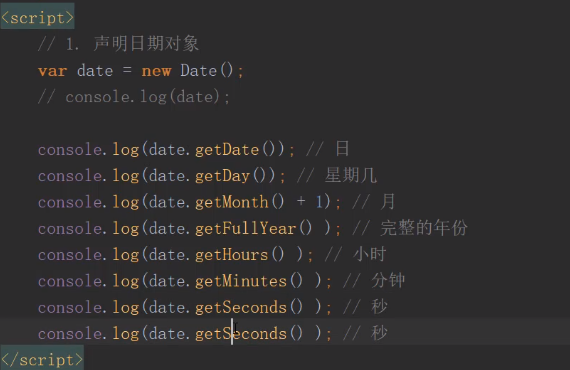 <script>
// 1. 声明日期对象
var date = new Date();
// console.log(date);
console.log(date.getDate()); // 日
console.log(date.getDay()); // 星期几
console.log(date.getMonth() + 1); // 月
console.log(date.getFullYear() ); // 完整的年份
console.log(date.getHours() ); // 小时
console.log(date.getMinutes() ); // 分钟
console.log(date.getSeconds() ); // 秒
console.log(date.getSeconds() ); // 秒
</script>